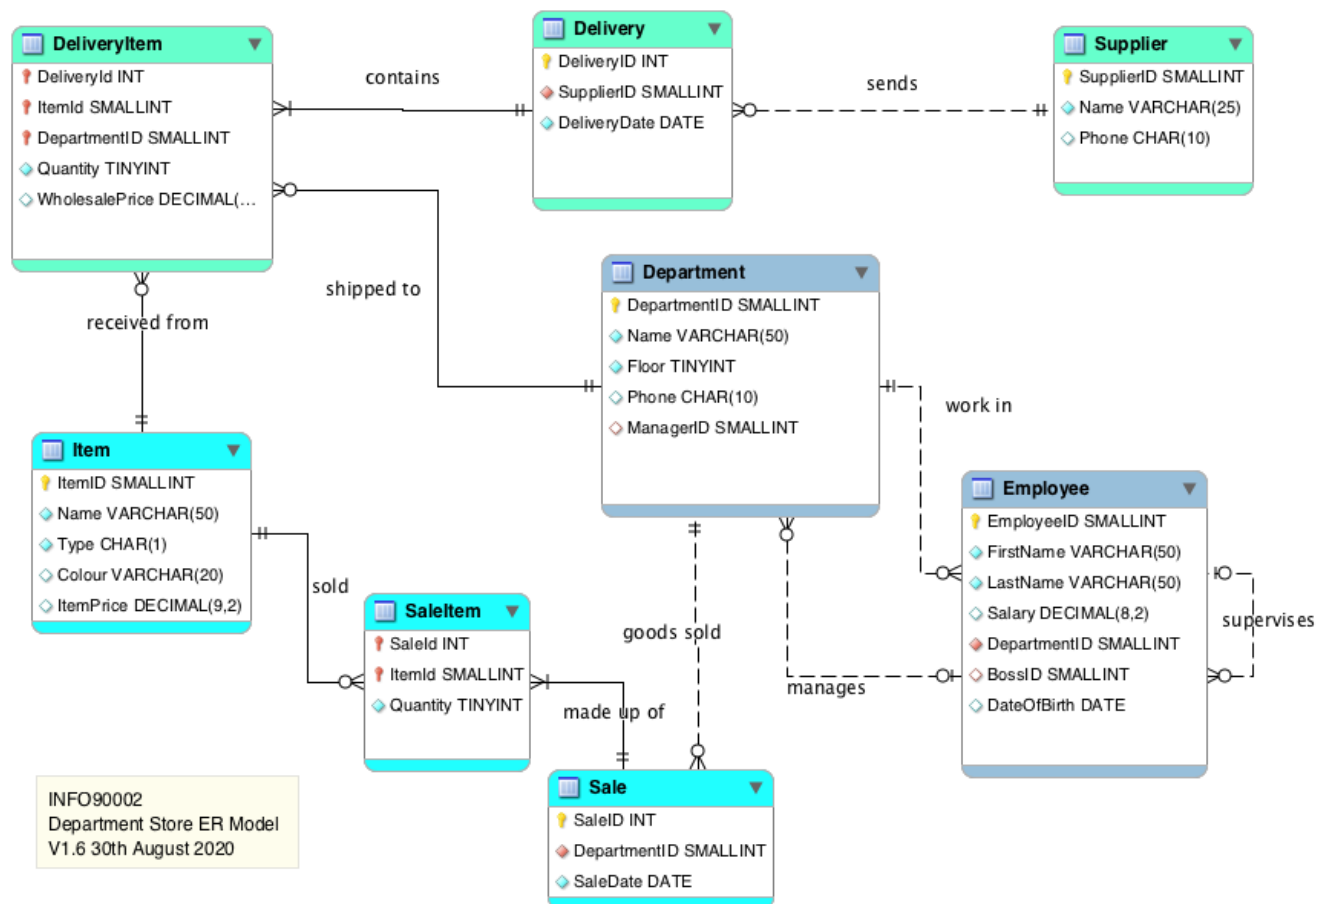 DeliveryItem
DeliveryId INT
ItemId SMALLINT
DepartmentID SMALLINT
Quantity TINYINT
WholesalePrice DECIMAL(...
contains
Delivery
DeliveryID INT
SupplierID SMALLINT
DeliveryDate DATE
sends
Supplier
SupplierID SMALLINT
Name VARCHAR(25)
Phone CHAR(10)
received from
shipped to
Department
DepartmentID SMALLINT
Name VARCHAR(50)
Floor TINYINT
Phone CHAR(10)
ManagerID SMALLINT
work in
Item
ItemID SMALLINT
Name VARCHAR(50)
Type CHAR(1)
Colour VARCHAR(20)
ItemPrice DECIMAL(9,2)
sold
SaleItem
SaleId INT
ItemId SMALLINT
Quantity TINYINT
goods sold
made up of
manages
Employee
EmployeeID SMALLINT
FirstName VARCHAR(50)
LastName VARCHAR(50)
Salary DECIMAL(8,2)
DepartmentID SMALLINT
BossID SMALLINT
DateOfBirth DATE
supervises
Sale
SaleID INT
DepartmentID SMALLINT
SaleDate DATE
INFO90002
Department Store ER Model
V1.6 30th August 2020